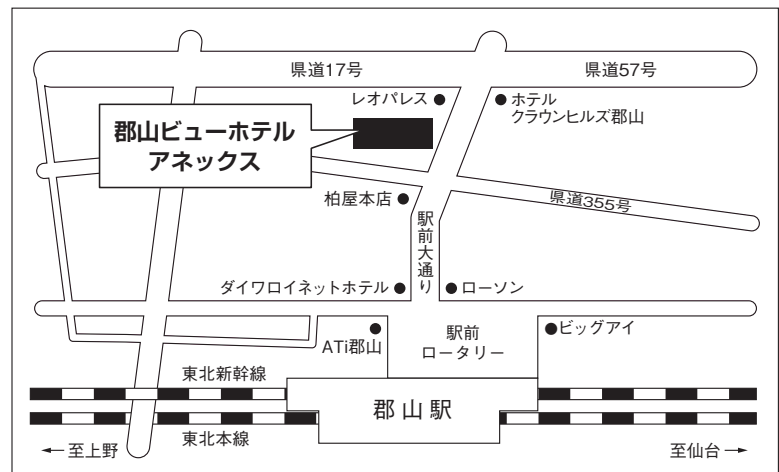 県道17号
県道57号
レオパレス
ホテル
クラウンヒルズ郡山
郡山ビューホテル
アネックス
柏屋本店
県道355号
駅前大通り
ダイワロイネットホテル
ローソン
ATi郡山
駅前
ロータリー
ビッグアイ
東北新幹線
郡山駅
東北本線
←至上野
至仙台→